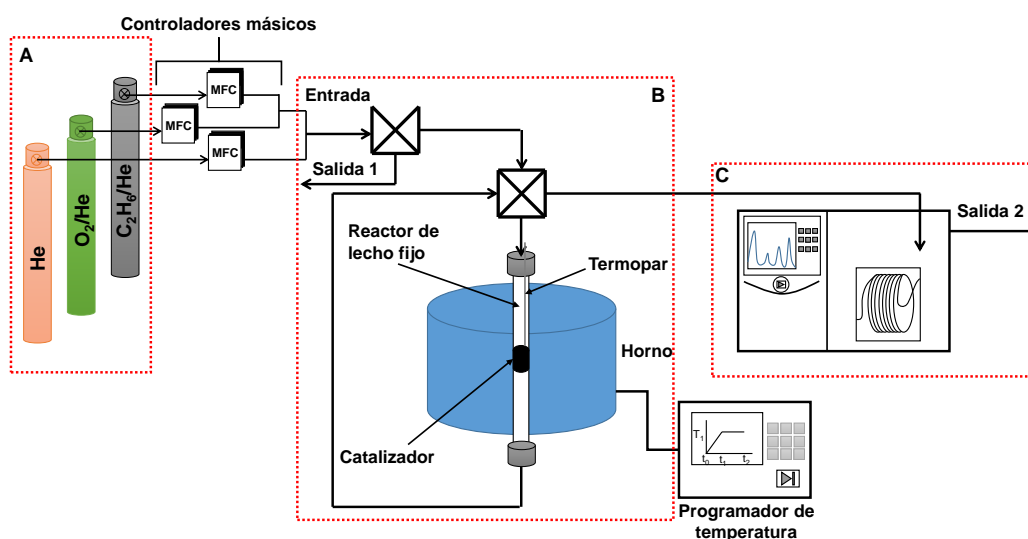 Controladores másicos
A
MFC
MFC
MFC
He
O₂/He
C₂H₆/He
Entrada
B
Salida 1
Reactor de
lecho fijo
Termopar
Horno
Catalizador
C
Salida 2
T₁
t₀ t₁ t₂
Programador de
temperatura